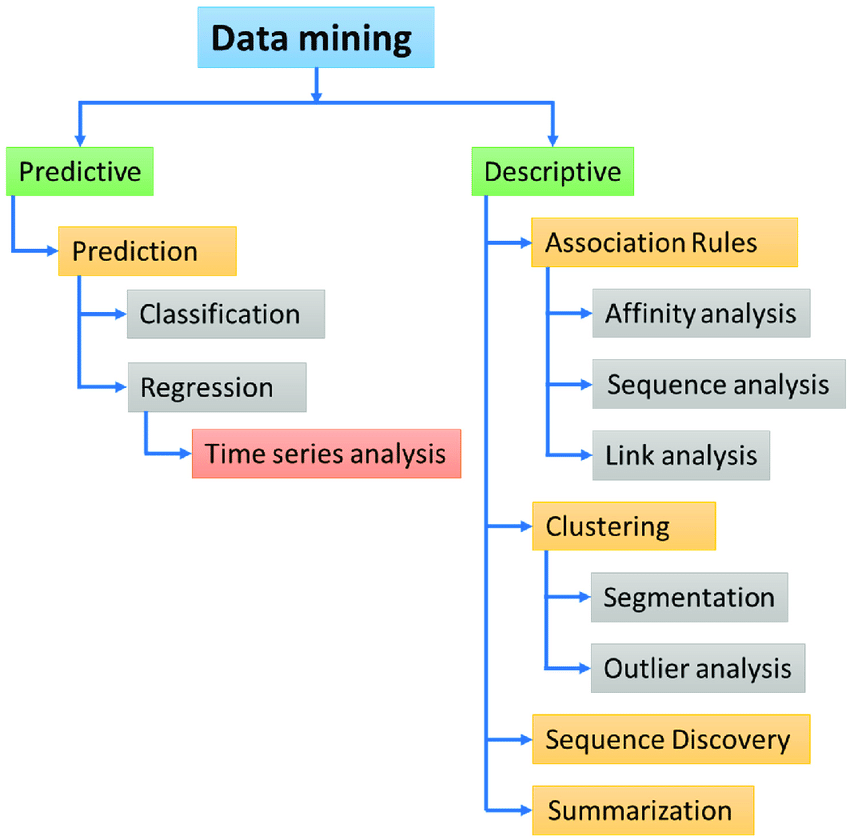 Data mining
Predictive
Prediction
Classification
Regression
Time series analysis
Descriptive
Association Rules
Affinity analysis
Sequence analysis
Link analysis
Clustering
Segmentation
Outlier analysis
Sequence Discovery
Summarization